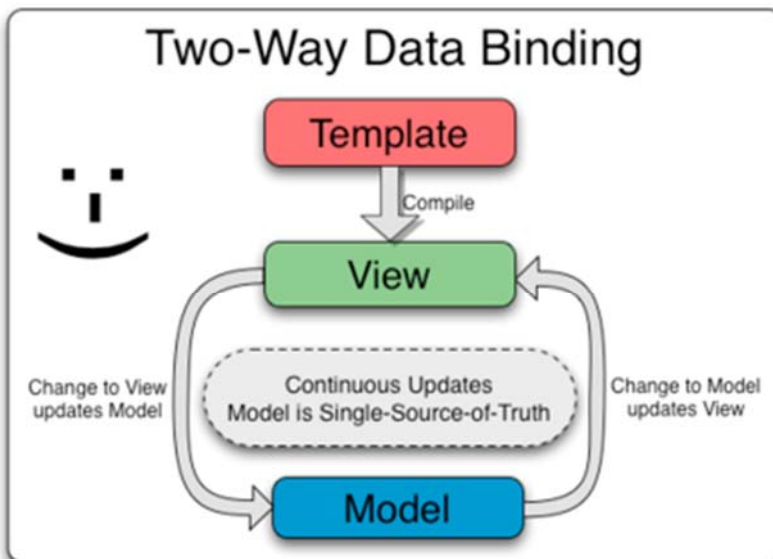 Two-Way Data Binding
Template
Compile
View
Change to View
updates Model
Continuous Updates
Model is Single-Source-of-Truth
Change to Model
updates View
Model